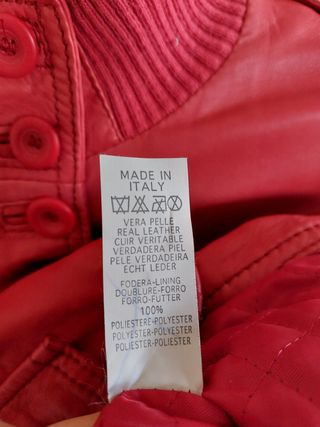 MADE IN
ITALY
VERA PELLE
REAL LEATHER
CUIR VERITABLE
VERDADERA PIEL
PELE VERDADEIRA
ECHT LEDER
FODERA-LINING
DOUBLURE-FORRO
FORRO-FUTTER
100%
POLIESTERE-POLYESTER
POLYESTER-POLYESTER
POLIESTER-POLIESTER